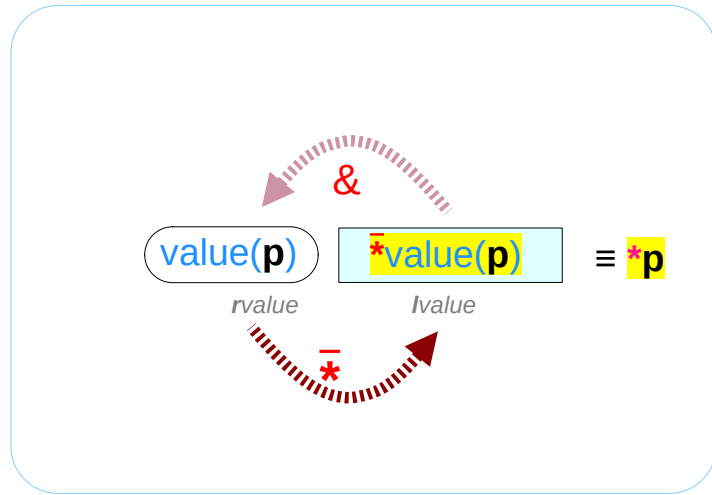 &
value(p) *̅value(p) ≡ *p
rvalue lvalue
*̅